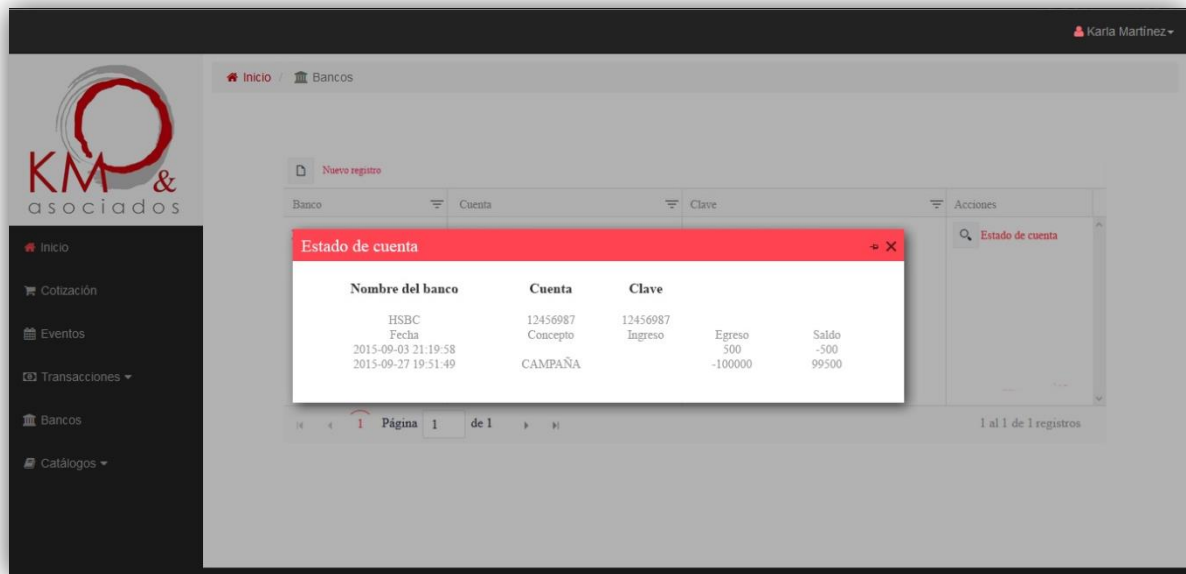 Karla Martínez
Inicio / Bancos
KM &
asociados
Inicio
Cotización
Eventos
Transacciones
Bancos
Catálogos
Nuevo registro
Banco Cuenta Clave Acciones
Estado de cuenta
Estado de cuenta
Nombre del banco Cuenta Clave
HSBC 12456987 12456987
Fecha Concepto Ingreso Egreso Saldo
2015-09-03 21:19:58 500 -500
2015-09-27 19:51:49 CAMPAÑA -100000 99500
1 Página 1 de 1 1 al 1 de 1 registros